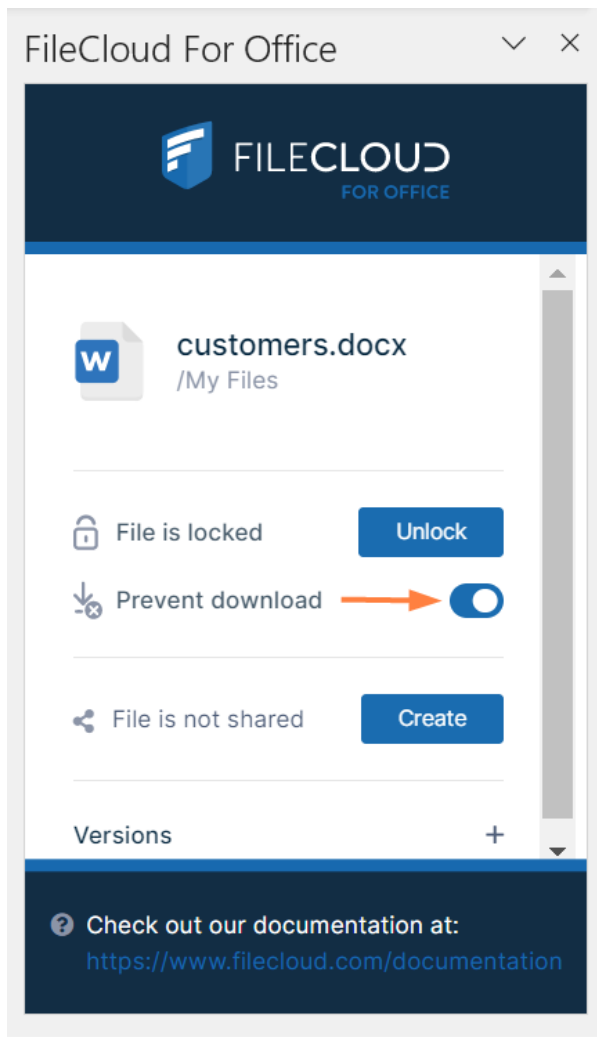 FileCloud For Office
FILECLOUD
FOR OFFICE
W
customers.docx
/My Files
File is locked
Unlock
Prevent download
File is not shared
Create
Versions
+
? Check out our documentation at:
https://www.filecloud.com/documentation